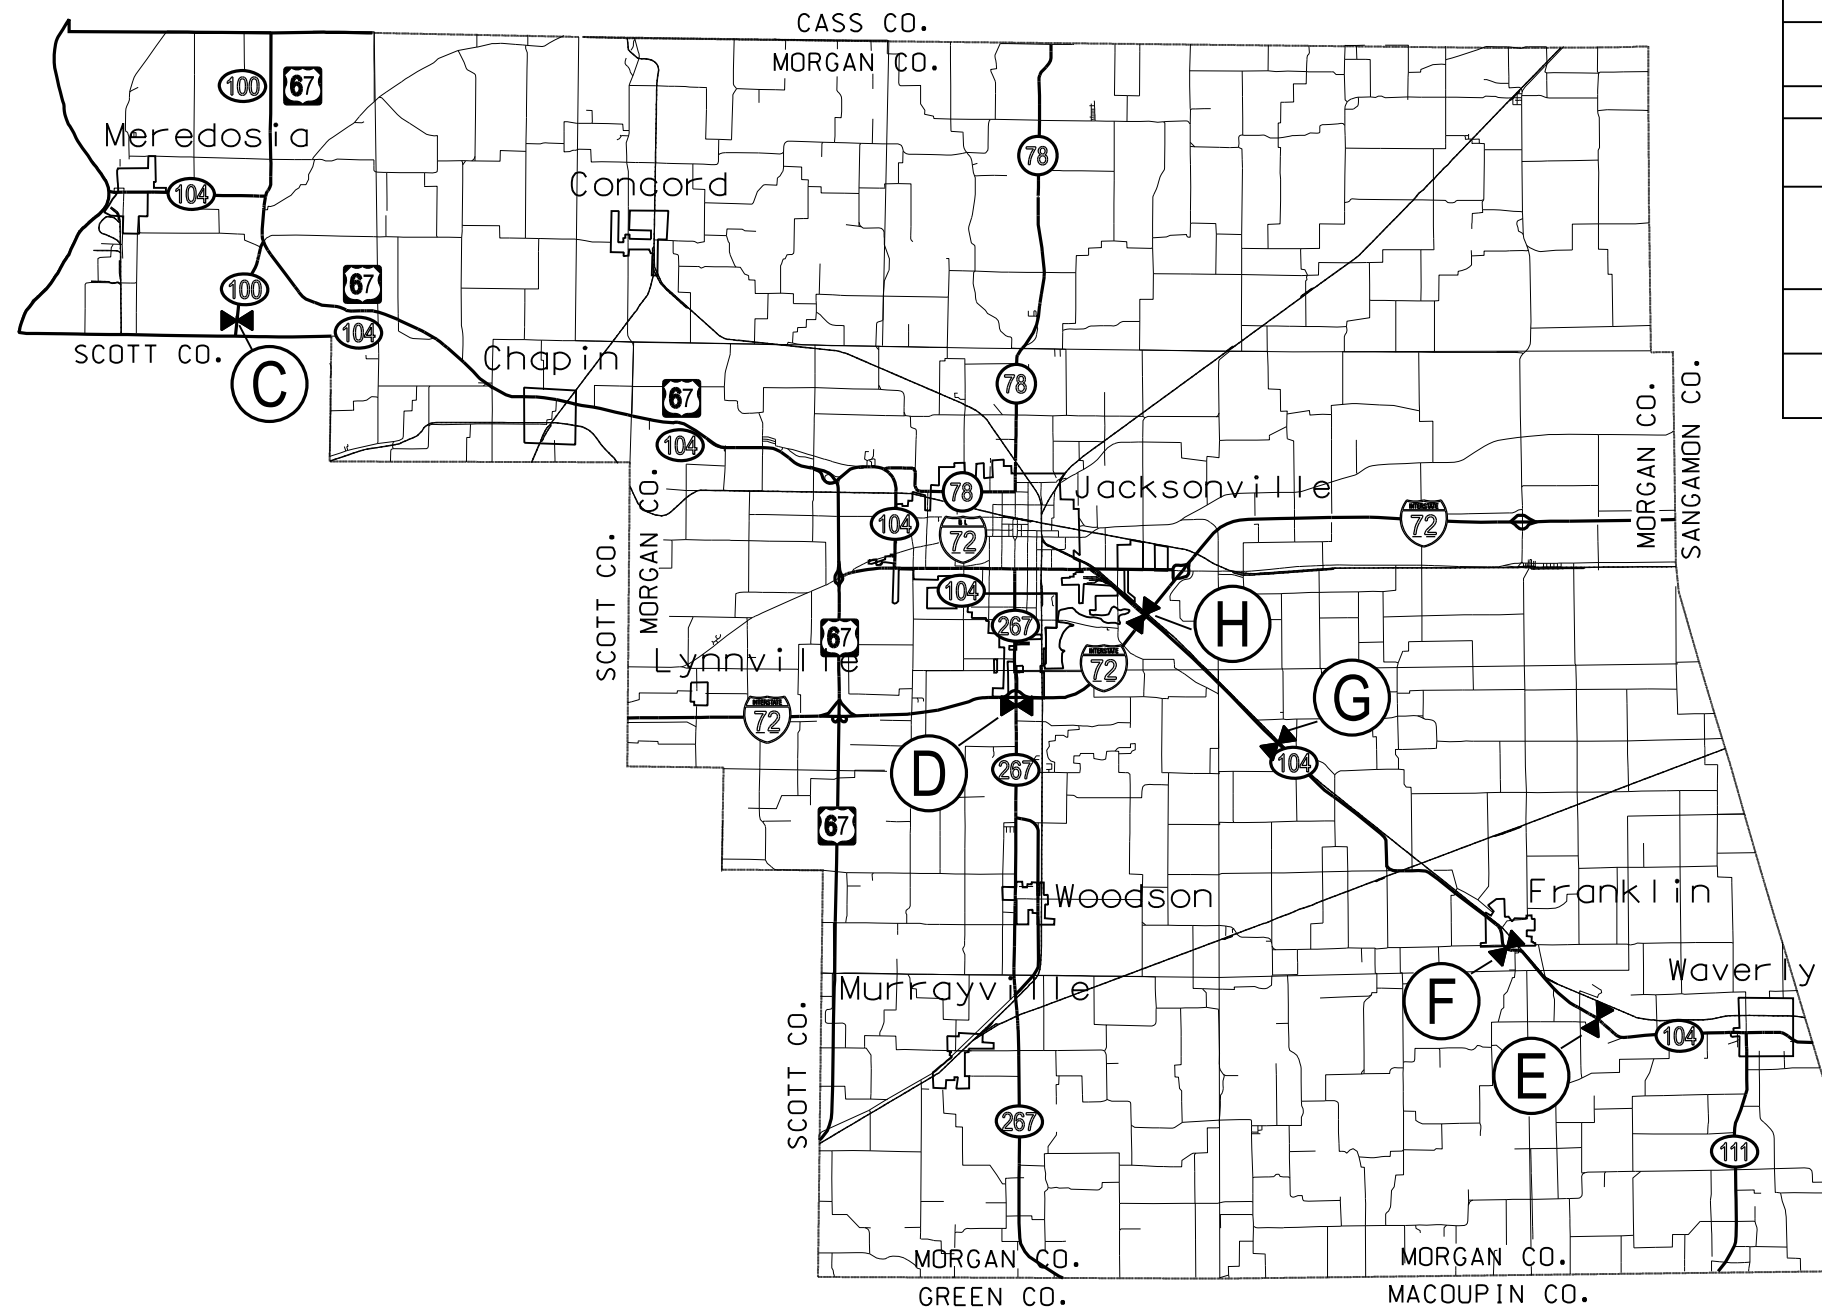 CASS CO.
MORGAN CO.
100
67
Meredosia
78
104
Concord
67
100
104
SCOTT CO.
C
Chapin
67
78
104
MORGAN CO.
SANGAMON CO.
SCOTT CO.
MORGAN CO.
78
Jacksonville
104
B.L.
72
INTERSTATE
72
104
267
67
H
Lynnville
INTERSTATE
72
INTERSTATE
72
G
D
267
104
67
Woodson
Franklin
Murrayville
Waverly
F
E
104
SCOTT CO.
267
111
MORGAN CO.
GREEN CO.
MORGAN CO.
MACOUPIN CO.